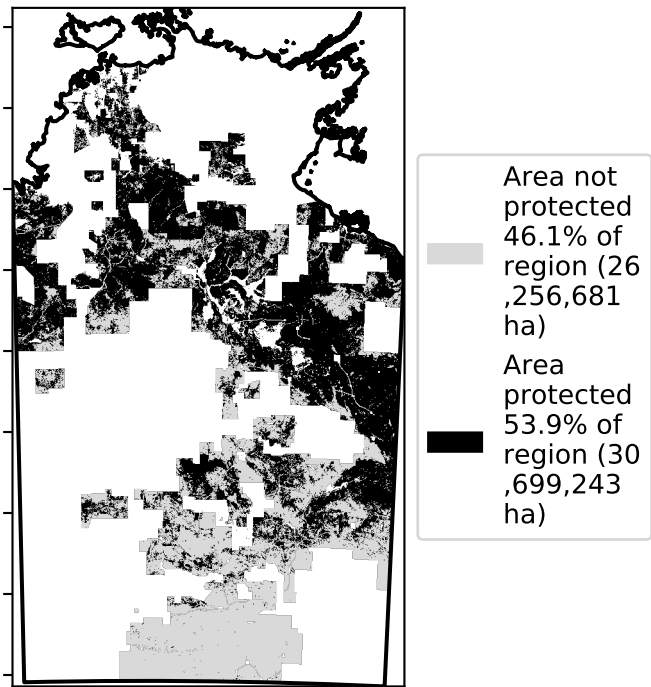 Area not
protected
46.1% of
region (26
,256,681
ha)
Area
protected
53.9% of
region (30
,699,243
ha)